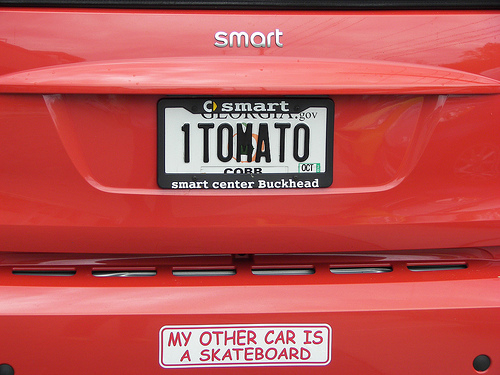 smart
smart
GEORGIA.gov
1TOMATO
COBB
OCT
smart center Buckhead
MY OTHER CAR IS
A SKATEBOARD